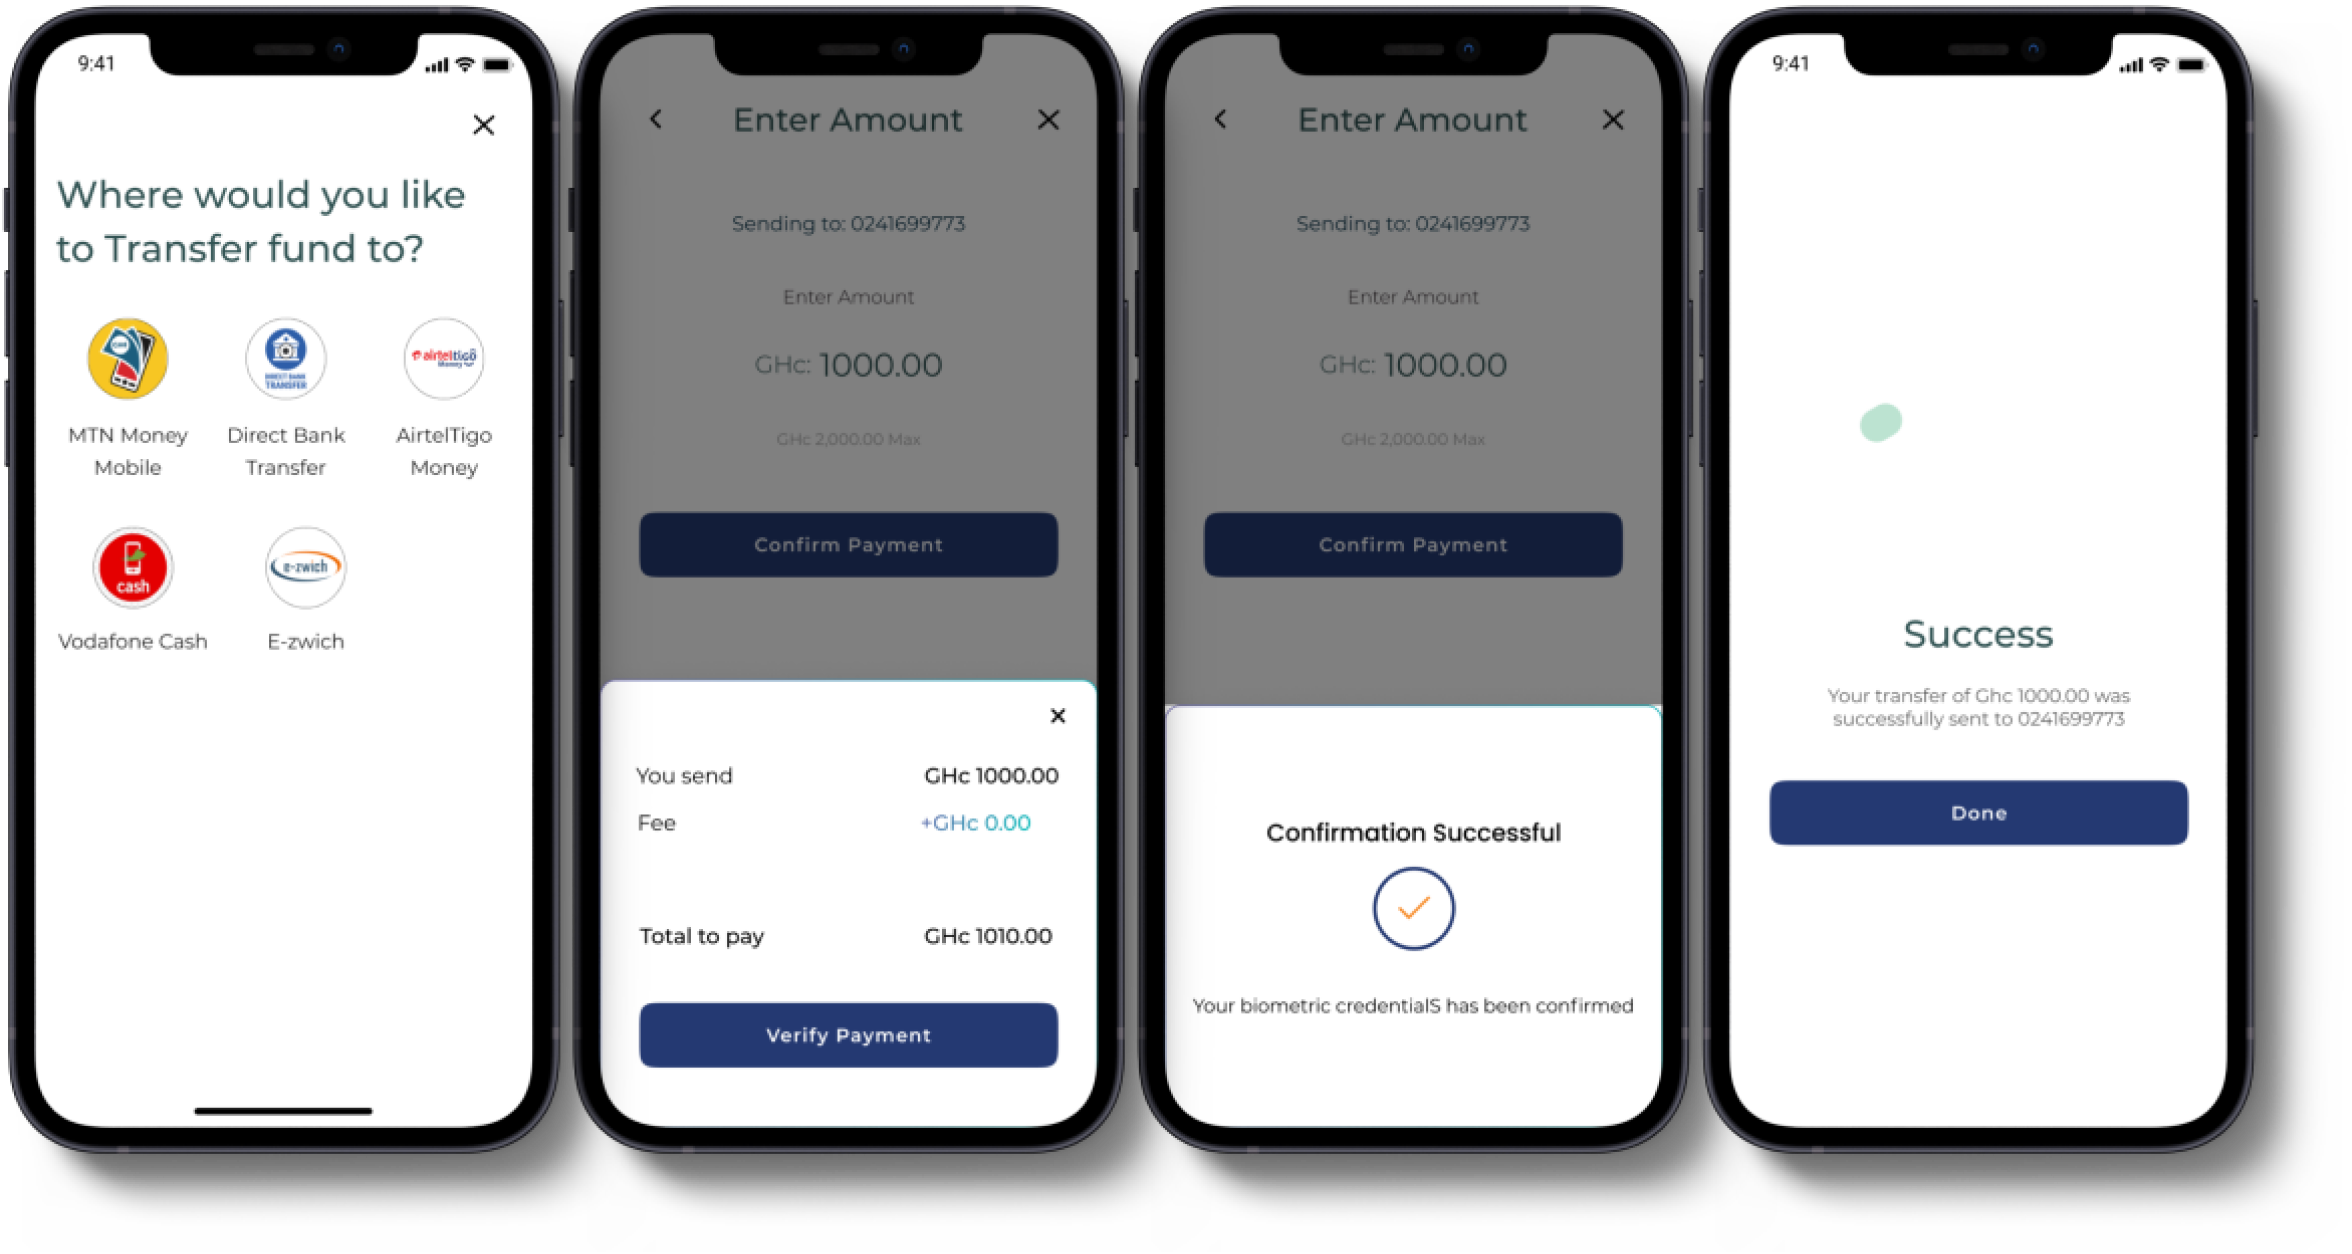 9:41
Where would you like
to Transfer fund to?
DIRECT BANK
TRANSFER
airteltigo
Money
MTN Money
Mobile
Direct Bank
Transfer
AirtelTigo
Money
cash
e-zwich
Vodafone Cash
E-zwich
Enter Amount
Sending to: 0241699773
Enter Amount
GHc: 1000.00
GHc 2,000.00 Max
Confirm Payment
You send GHc 1000.00
Fee +GHc 0.00
Total to pay GHc 1010.00
Verify Payment
Enter Amount
Sending to: 0241699773
Enter Amount
GHc: 1000.00
GHc 2,000.00 Max
Confirm Payment
Confirmation Successful
Your biometric credentialS has been confirmed
9:41
Success
Your transfer of Ghc 1000.00 was
successfully sent to 0241699773
Done